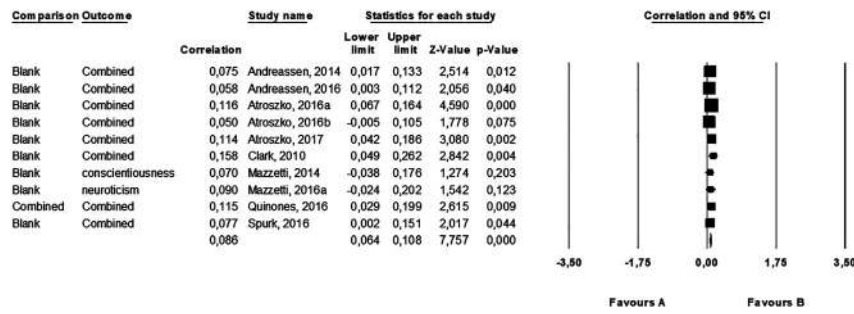 Comparison Outcome Study name Statistics for each study Correlation and 95% CI
Lower Upper
Correlation limit limit Z-Value p-Value
Blank Combined 0,075 Andreassen, 2014 0,017 0,133 2,514 0,012
Blank Combined 0,058 Andreassen, 2016 0,003 0,112 2,056 0,040
Blank Combined 0,116 Atroszko, 2016a 0,067 0,164 4,590 0,000
Blank Combined 0,050 Atroszko, 2016b -0,005 0,105 1,778 0,075
Blank Combined 0,114 Atroszko, 2017 0,042 0,186 3,080 0,002
Blank Combined 0,158 Clark, 2010 0,049 0,262 2,842 0,004
Blank conscientiousness 0,070 Mazzetti, 2014 -0,038 0,176 1,274 0,203
Blank neuroticism 0,090 Mazzetti, 2016a -0,024 0,202 1,542 0,123
Combined Combined 0,115 Quinones, 2016 0,029 0,199 2,615 0,009
Blank Combined 0,077 Spurk, 2016 0,002 0,151 2,017 0,044
0,086 0,064 0,108 7,757 0,000
-3,50 -1,75 0,00 1,75 3,50
Favours A Favours B